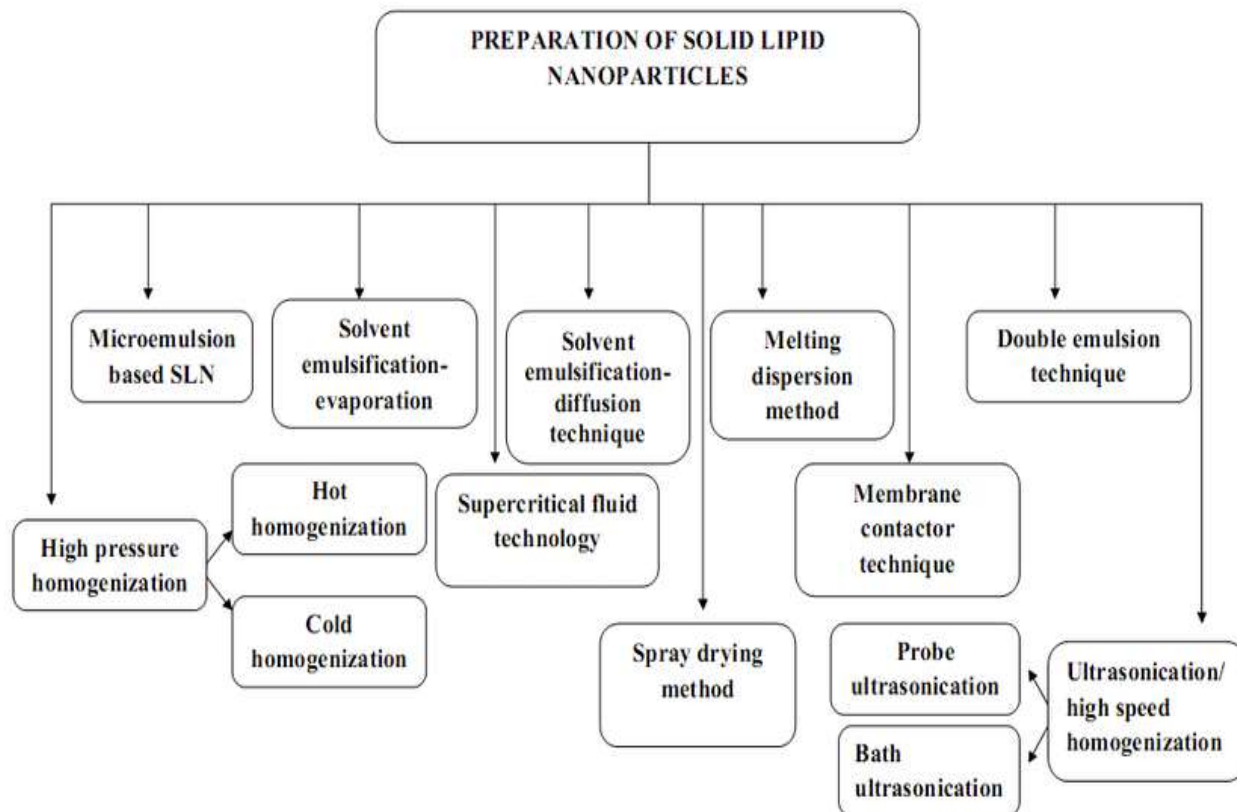 PREPARATION OF SOLID LIPID
NANOPARTICLES
Microemulsion
based SLN
Solvent
emulsification-
evaporation
Solvent
emulsification-
diffusion
technique
Melting
dispersion
method
Double emulsion
technique
High pressure
homogenization
Hot
homogenization
Cold
homogenization
Supercritical fluid
technology
Membrane
contactor
technique
Spray drying
method
Probe
ultrasonication
Bath
ultrasonication
Ultrasonication/
high speed
homogenization